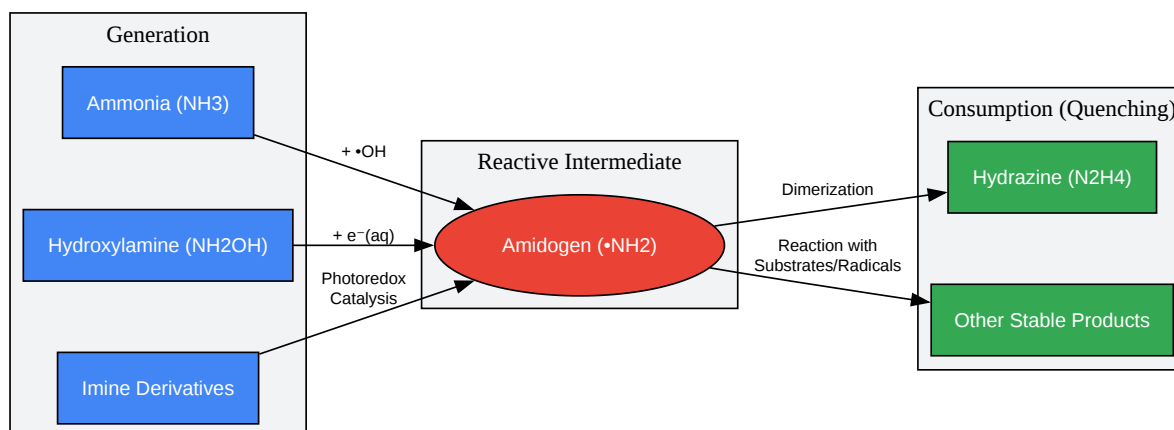 Generation
Ammonia (NH3)
Hydroxylamine (NH2OH)
Imine Derivatives
+ •OH
+ e⁻(aq)
Photoredox
Catalysis
Reactive Intermediate
Amidogen (•NH2)
Dimerization
Reaction with
Substrates/Radicals
Consumption (Quenching)
Hydrazine (N2H4)
Other Stable Products